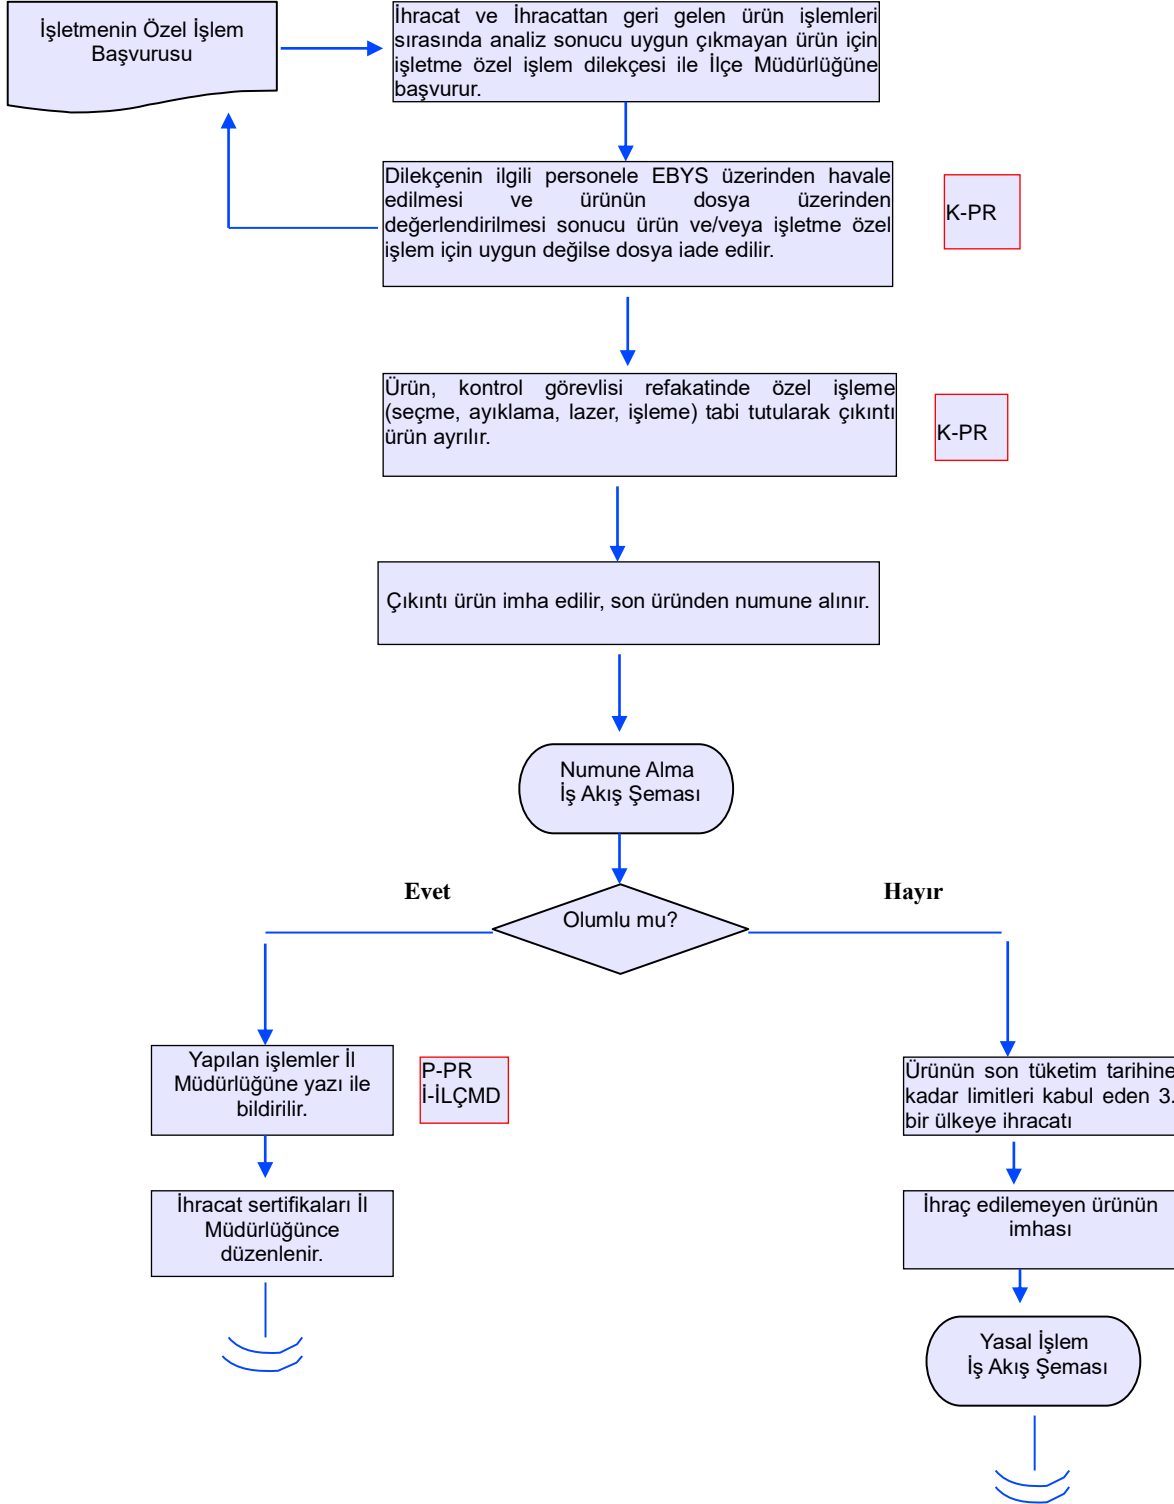 İşletmenin Özel İşlem
Başvurusu
İhracat ve İhracattan geri gelen ürün işlemleri
sırasında analiz sonucu uygun çıkmayan ürün için
işletme özel işlem dilekçesi ile İlçe Müdürlüğüne
başvurur.
Dilekçenin ilgili personele EBYS üzerinden havale
edilmesi ve ürünün dosya üzerinden
değerlendirilmesi sonucu ürün ve/veya işletme özel
işlem için uygun değilse dosya iade edilir.
K-PR
Ürün, kontrol görevlisi refakatinde özel işleme
(seçme, ayıklama, lazer, işleme) tabi tutularak çıkıntı
ürün ayrılır.
K-PR
Çıkıntı ürün imha edilir, son üründen numune alınır.
Numune Alma
İş Akış Şeması
Evet
Hayır
Olumlu mu?
Yapılan işlemler İl
Müdürlüğüne yazı ile
bildirilir.
P-PR
İ-İLÇMD
Ürünün son tüketim tarihine
kadar limitleri kabul eden 3.
bir ülkeye ihracatı
İhracat sertifikaları İl
Müdürlüğünce
düzenlenir.
İhraç edilemeyen ürünün
imhası
Yasal İşlem
İş Akış Şeması